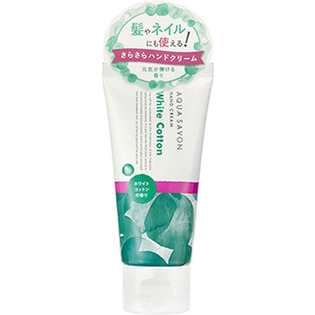 髪やネイル
にも使える!
さらさらハンドクリーム
元気が弾ける
香り
AQUA SAVON
HAND CREAM
White Cotton
ホワイト
コットン
の香り